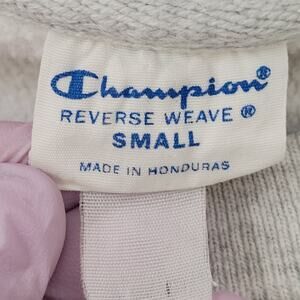 Champion®
REVERSE WEAVE ®
SMALL
MADE IN HONDURAS